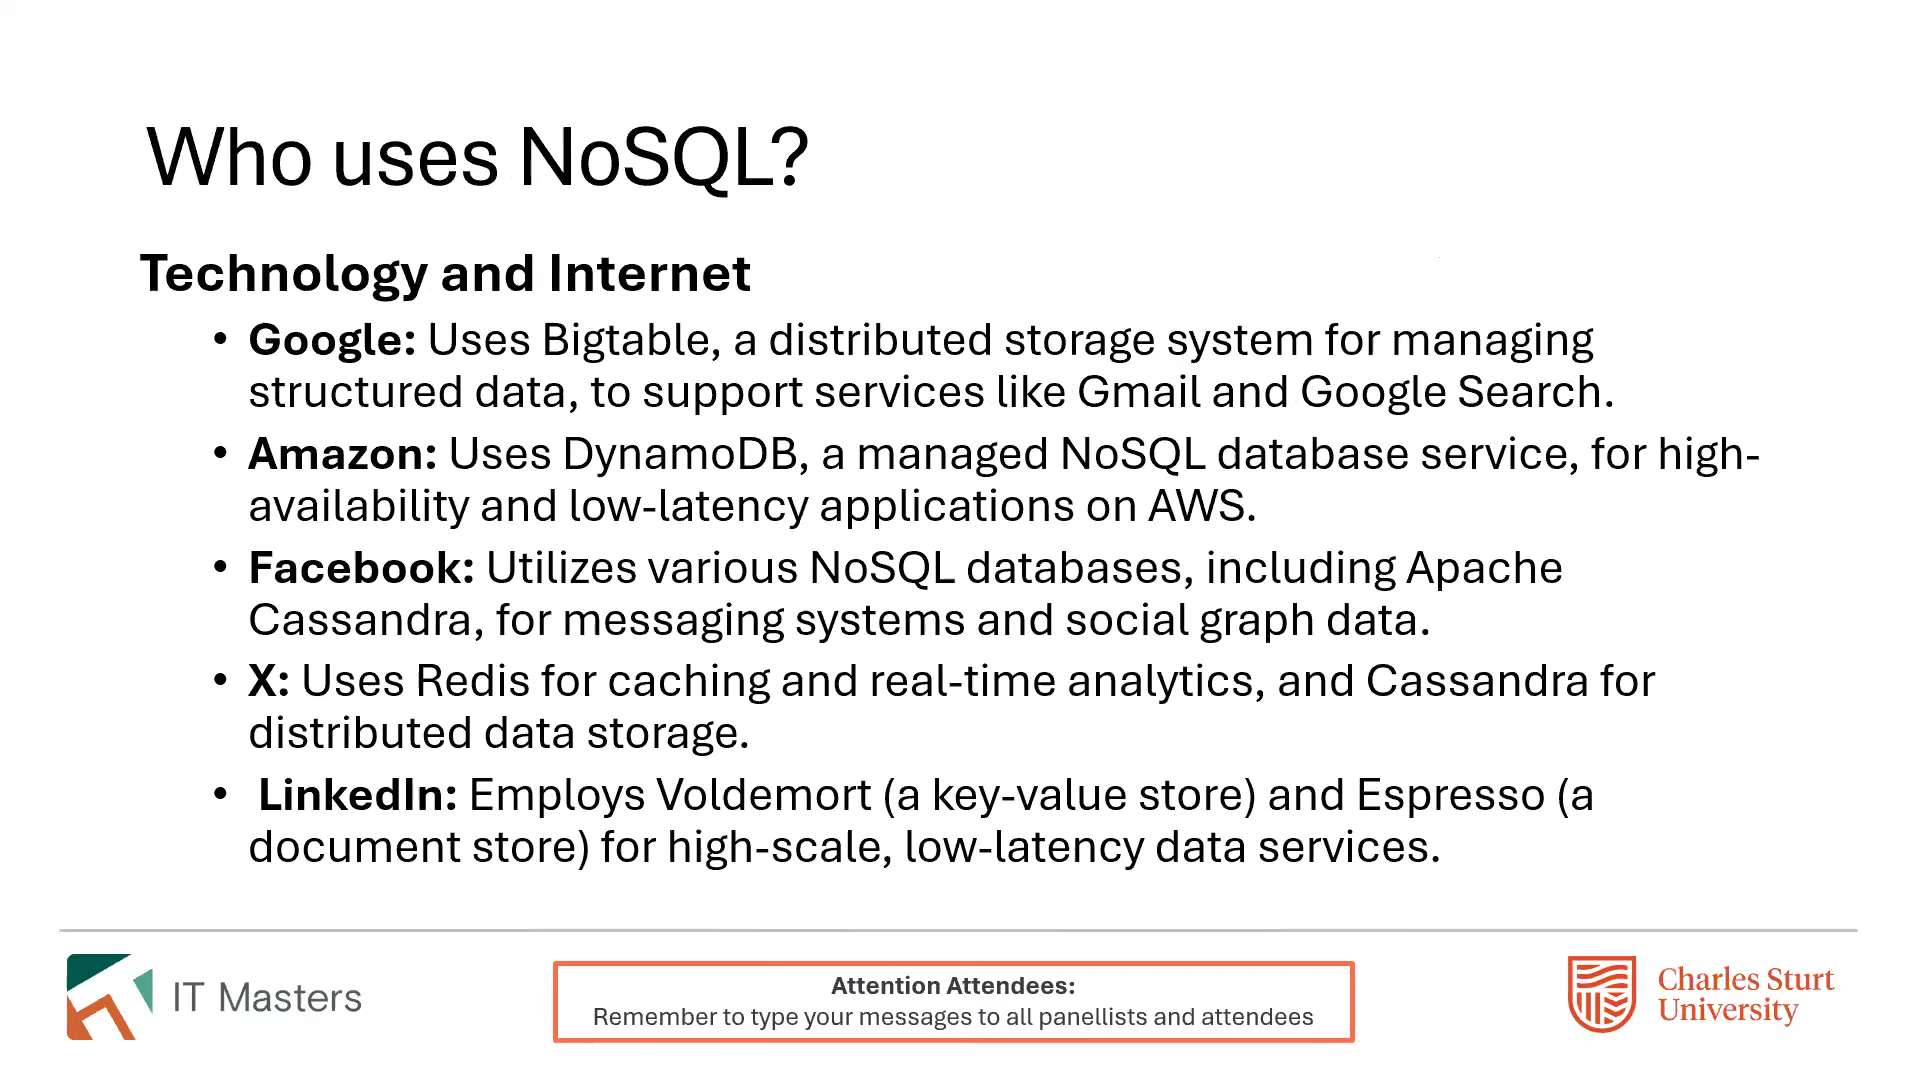 Who uses NoSQL?
Technology and Internet
• Google: Uses Bigtable, a distributed storage system for managing
structured data, to support services like Gmail and Google Search.
• Amazon: Uses DynamoDB, a managed NoSQL database service, for high-
availability and low-latency applications on AWS.
• Facebook: Utilizes various NoSQL databases, including Apache
Cassandra, for messaging systems and social graph data.
• X: Uses Redis for caching and real-time analytics, and Cassandra for
distributed data storage.
• LinkedIn: Employs Voldemort (a key-value store) and Espresso (a
document store) for high-scale, low-latency data services.
IT Masters
Attention Attendees:
Remember to type your messages to all panellists and attendees
Charles Sturt
University